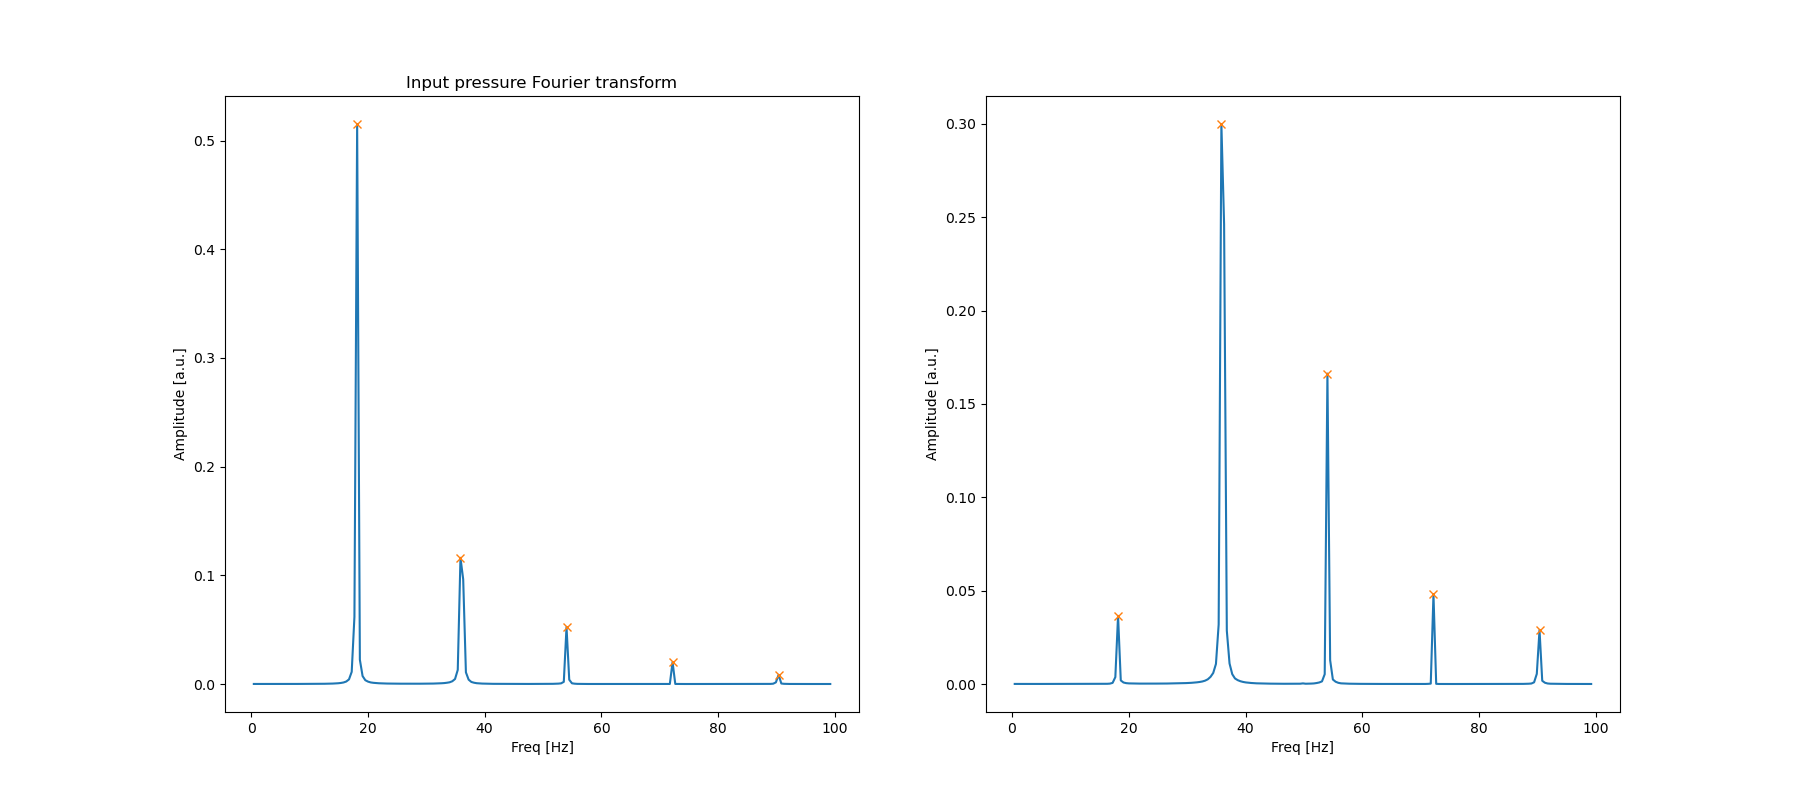 Input pressure Fourier transform
Amplitude [a.u.]
0.5
0.4
0.3
0.2
0.1
0.0
0 20 40 60 80 100
Freq [Hz]
Amplitude [a.u.]
0.30
0.25
0.20
0.15
0.10
0.05
0.00
0 20 40 60 80 100
Freq [Hz]